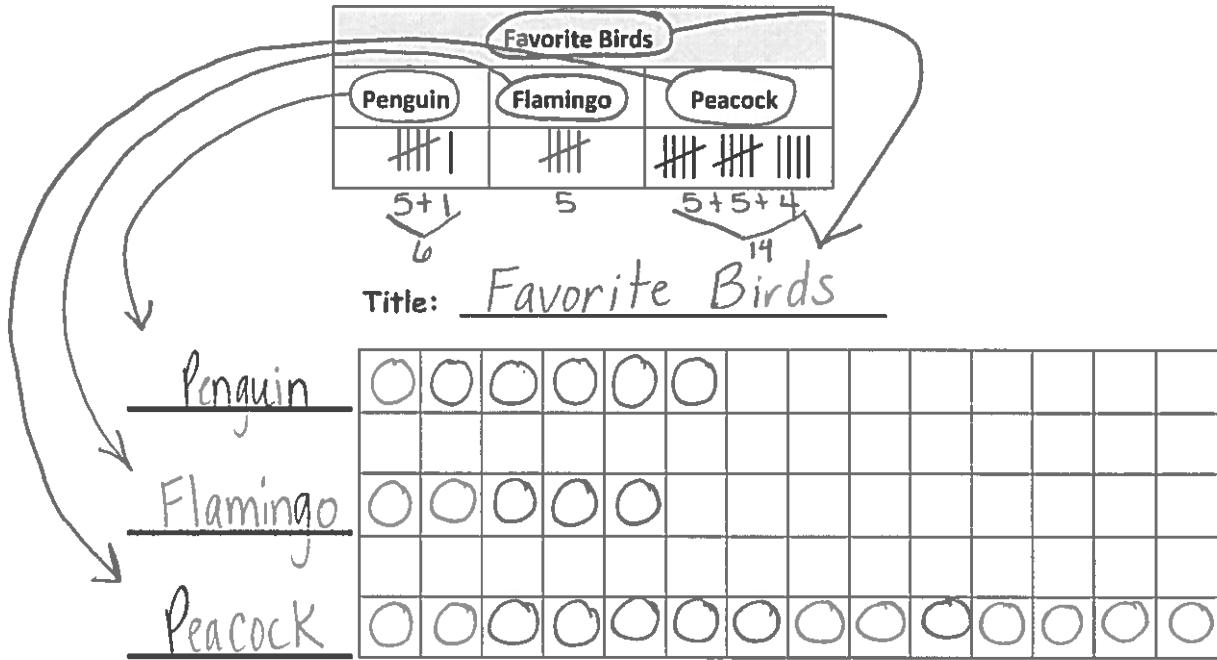 Favorite Birds
Penguin Flamingo Peacock
5+1 5 5+5+4
6 14
Title: Favorite Birds
Penguin
Flamingo
Peacock